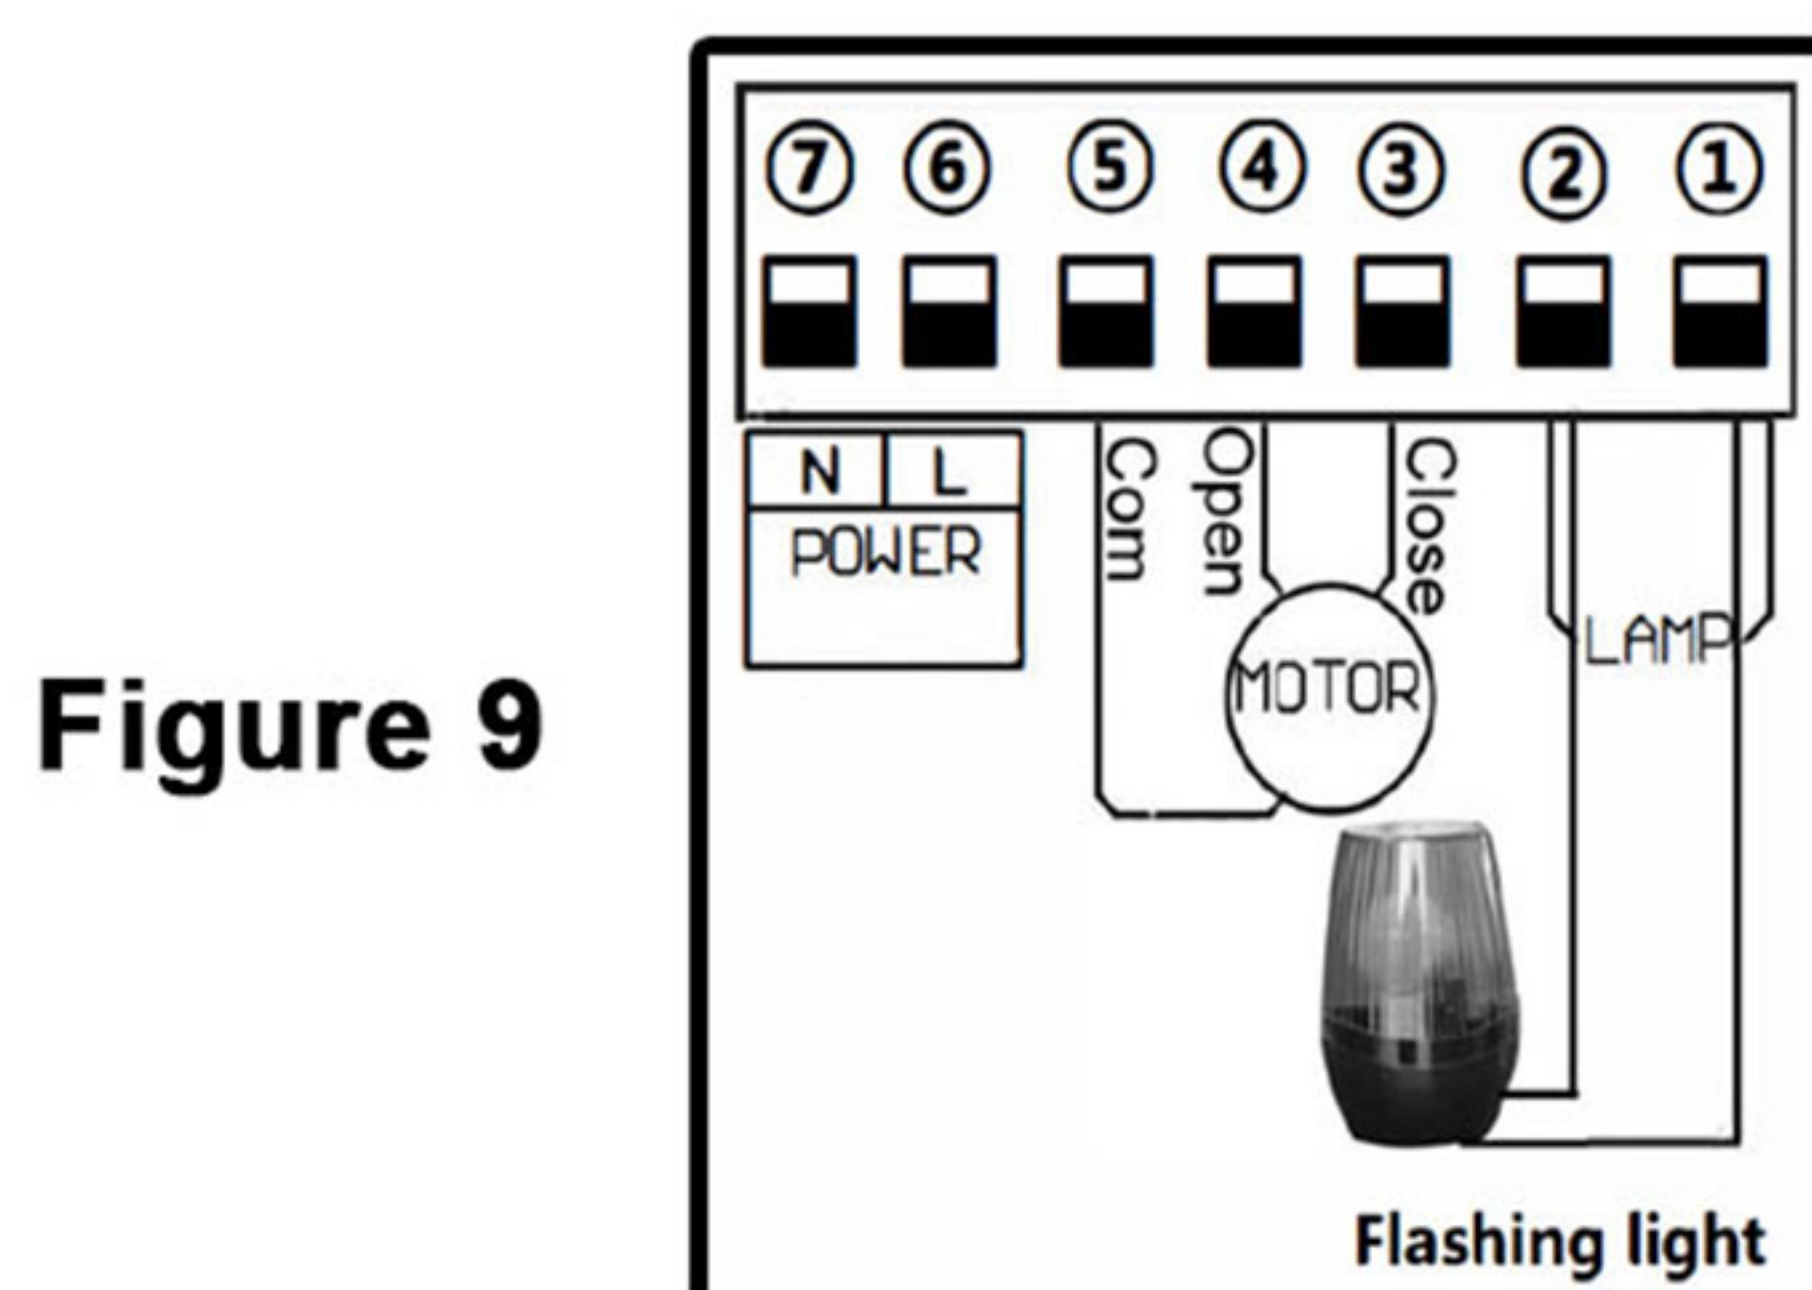 ⑦ ⑥ ⑤ ④ ③ ② ①
N L
POWER
Com
Open
Close
MOTOR
LAMP
Figure 9
Flashing light